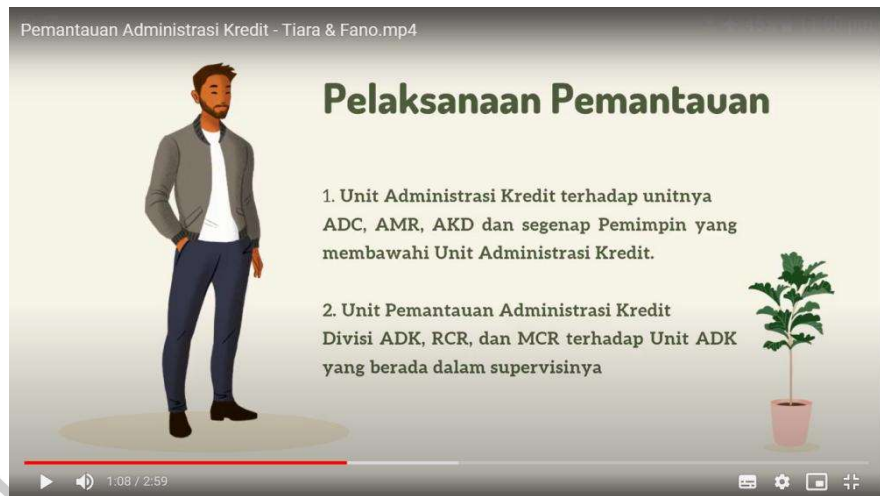 Pemantauan Administrasi Kredit - Tiara & Fano.mp4
Pelaksanaan Pemantauan
1. Unit Administrasi Kredit terhadap unitnya
ADC, AMR, AKD dan segenap Pemimpin yang
membawahi Unit Administrasi Kredit.
2. Unit Pemantauan Administrasi Kredit
Divisi ADK, RCR, dan MCR terhadap Unit ADK
yang berada dalam supervisinya
1:08 / 2:59